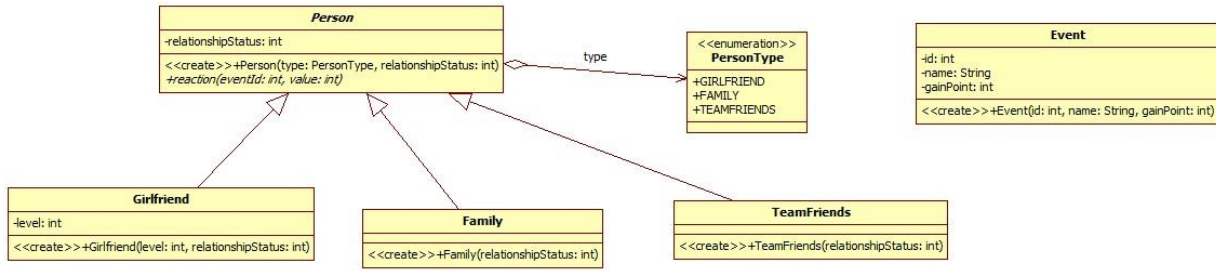 Person
-relationshipStatus: int
<<create>>+Person(type: PersonType, relationshipStatus: int)
+reaction(eventId: int, value: int)
type
<<enumeration>>
PersonType
+GIRLFRIEND
+FAMILY
+TEAMFRIENDS
Event
-id: int
-name: String
-gainPoint: int
<<create>>+Event(id: int, name: String, gainPoint: int)
Girlfriend
-level: int
<<create>>+Girlfriend(level: int, relationshipStatus: int)
Family
<<create>>+Family(relationshipStatus: int)
TeamFriends
<<create>>+TeamFriends(relationshipStatus: int)